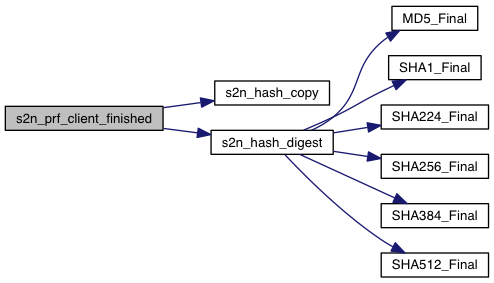 MD5_Final
SHA1_Final
s2n_hash_copy
s2n_prf_client_finished
SHA224_Final
s2n_hash_digest
SHA256_Final
SHA384_Final
SHA512_Final